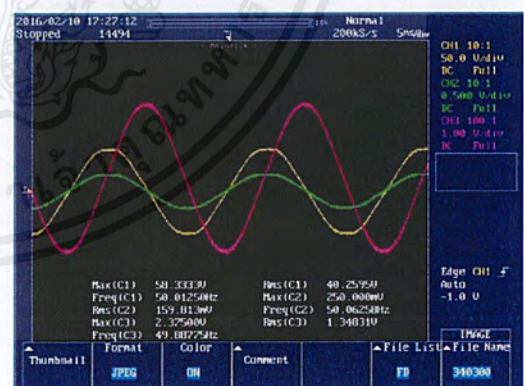 2016/02/10 17:27:12
Stopped 14494
Normal
200kS/s 5ms/div
CH1 10:1
50.0 V/div
DC Full
CH2 10:1
0.500 V/div
DC Full
CH3 100:1
1.00 V/div
DC Full
Edge CH1
Auto
-1.0 V
Max(C1) 58.3333V
Freq(C1) 50.01250Hz
Rms(C2) 159.813mV
Max(C3) 2.37500V
Freq(C3) 49.88775Hz
Rms(C1) 40.2595V
Max(C2) 250.000mV
Freq(C2) 50.06258Hz
Rms(C3) 1.34831V
IMAGE
Thumbnail
Format
JPEG
Color
ON
Comment
File List
FD
File Name
340300